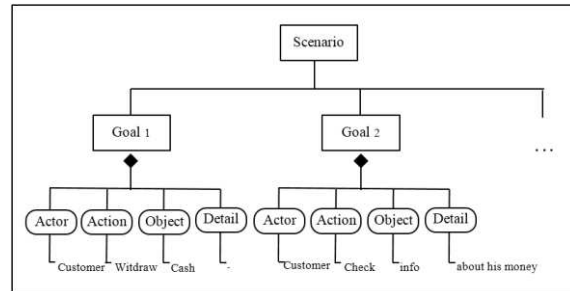 Scenario
Goal 1 Goal 2
...
Actor Action Object Detail Actor Action Object Detail
Customer Witdraw Cash - Customer Check info about his money